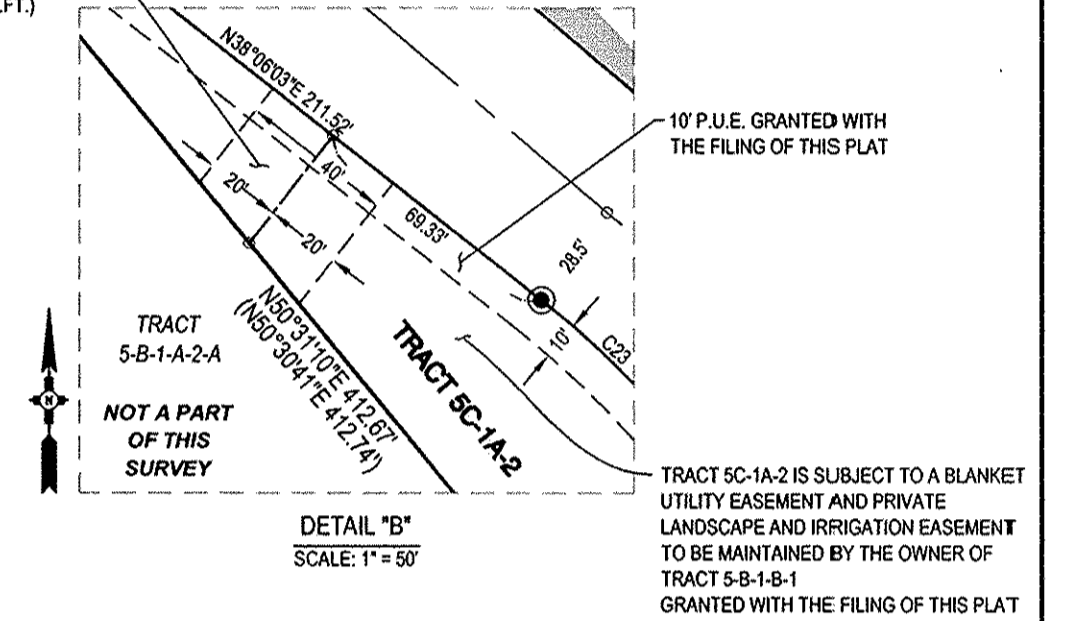 .FT.)
N38°06'03"E 211.52'
10' P.U.E. GRANTED WITH
THE FILING OF THIS PLAT
40'
20'
20'
69.33'
28.5'
10'
C23
N50°31'10"E 412.67'
(N50°30'41"E 412.74')
TRACT 5C-1A-2
TRACT
5-B-1-A-2-A
NOT A PART
OF THIS
SURVEY
N
DETAIL "B"
SCALE: 1" = 50'
TRACT 5C-1A-2 IS SUBJECT TO A BLANKET
UTILITY EASEMENT AND PRIVATE
LANDSCAPE AND IRRIGATION EASEMENT
TO BE MAINTAINED BY THE OWNER OF
TRACT 5-B-1-B-1
GRANTED WITH THE FILING OF THIS PLAT